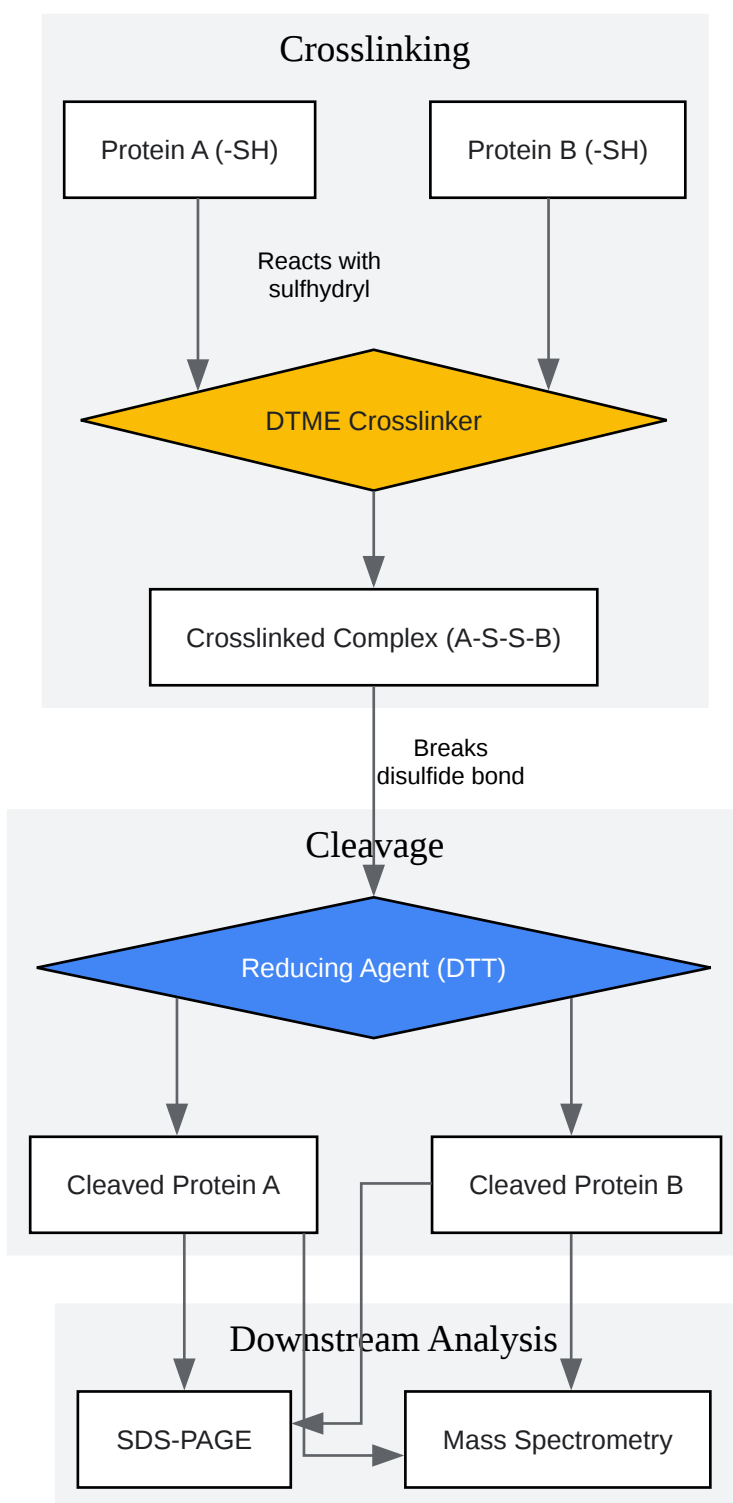 Crosslinking
Protein A (-SH)
Protein B (-SH)
Reacts with
sulfhydryl
DTME Crosslinker
Crosslinked Complex (A-S-S-B)
Breaks
disulfide bond
Cleavage
Reducing Agent (DTT)
Cleaved Protein A
Cleaved Protein B
Downstream Analysis
SDS-PAGE
Mass Spectrometry